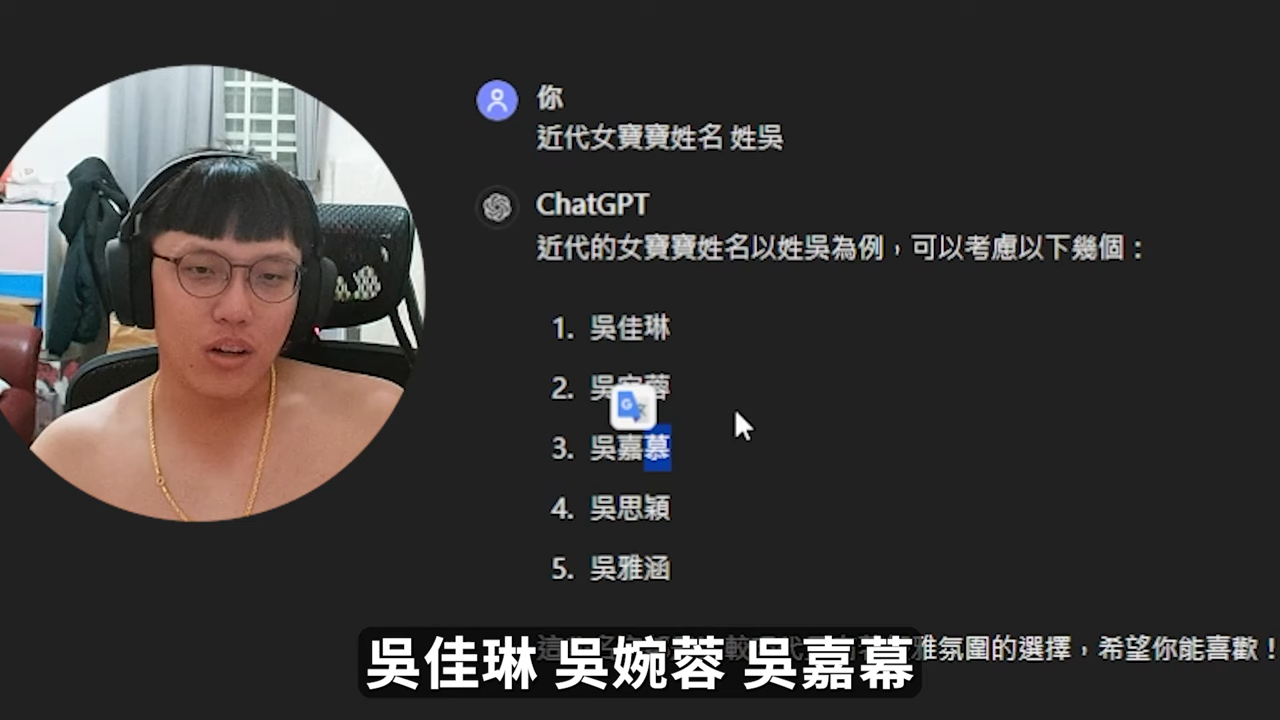 你
近代女寶寶姓名 姓吳
ChatGPT
近代的女寶寶姓名以姓吳為例，可以考慮以下幾個：
1. 吳佳琳
2. 吳蓉
3. 吳嘉慕
4. 吳思穎
5. 吳雅涵
雅氛圍的選擇，希望你能喜歡！
吳佳琳 吳婉蓉 吳嘉幕